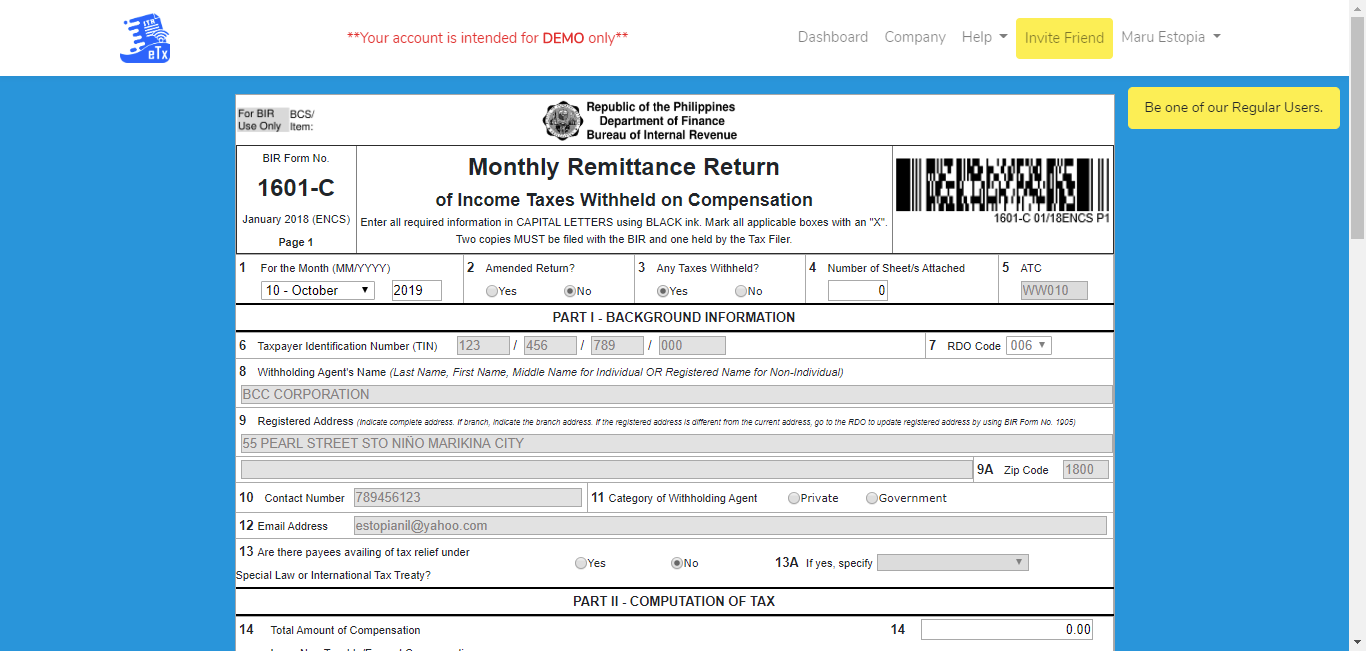 ITR
BTx
**Your account is intended for DEMO only**
Dashboard Company Help Invite Friend Maru Estopia
Be one of our Regular Users.
For BIR BCS/
Use Only Item:
Republic of the Philippines
Department of Finance
Bureau of Internal Revenue
BIR Form No.
1601-C
January 2018 (ENCS)
Page 1
Monthly Remittance Return
of Income Taxes Withheld on Compensation
Enter all required information in CAPITAL LETTERS using BLACK ink. Mark all applicable boxes with an "X".
Two copies MUST be filed with the BIR and one held by the Tax Filer.
1601-C 01/18ENCS P1
1 For the Month (MM/YYYY) 2 Amended Return? 3 Any Taxes Withheld? 4 Number of Sheet/s Attached 5 ATC
10 - October 2019 Yes No Yes No 0 WW010
PART I - BACKGROUND INFORMATION
6 Taxpayer Identification Number (TIN) 123 / 456 / 789 / 000 7 RDO Code 006
8 Withholding Agent's Name (Last Name, First Name, Middle Name for Individual OR Registered Name for Non-Individual)
BCC CORPORATION
9 Registered Address (Indicate complete address. If branch, indicate the branch address. If the registered address is different from the current address, go to the RDO to update registered address by using BIR Form No. 1905)
55 PEARL STREET STO NIÑO MARIKINA CITY
9A Zip Code 1800
10 Contact Number 789456123 11 Category of Withholding Agent Private Government
12 Email Address estopianil@yahoo.com
13 Are there payees availing of tax relief under
Special Law or International Tax Treaty? Yes No 13A If yes, specify
PART II - COMPUTATION OF TAX
14 Total Amount of Compensation 14 0.00